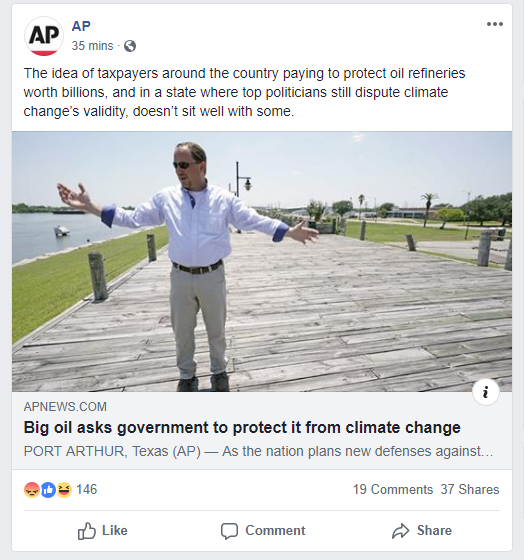 AP
AP
35 mins ·
The idea of taxpayers around the country paying to protect oil refineries
worth billions, and in a state where top politicians still dispute climate
change's validity, doesn't sit well with some.
i
APNEWS.COM
Big oil asks government to protect it from climate change
PORT ARTHUR, Texas (AP) — As the nation plans new defenses against...
146 19 Comments 37 Shares
Like Comment Share